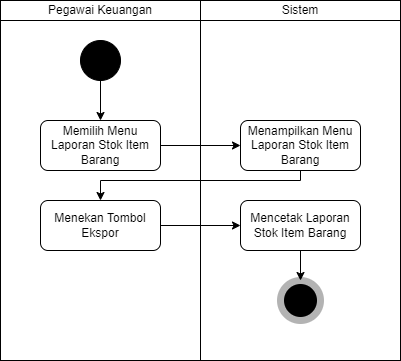 Pegawai Keuangan
Sistem
Memilih Menu
Laporan Stok Item
Barang
Menampilkan Menu
Laporan Stok Item
Barang
Menekan Tombol
Ekspor
Mencetak Laporan
Stok Item Barang